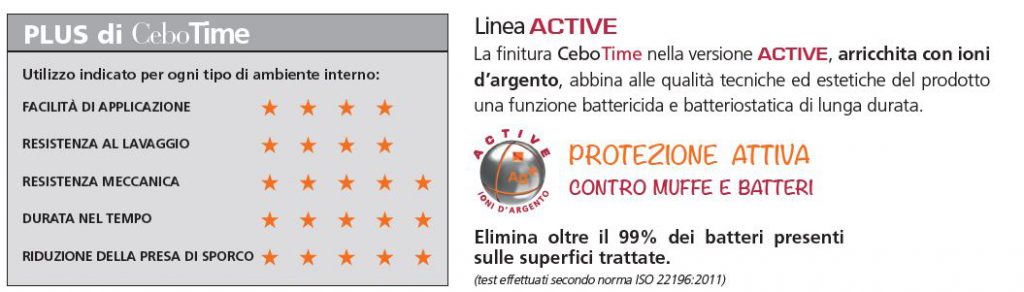 PLUS di CeboTime
Utilizzo indicato per ogni tipo di ambiente interno:
FACILITÀ DI APPLICAZIONE ★ ★ ★ ★
RESISTENZA AL LAVAGGIO ★ ★ ★ ★
RESISTENZA MECCANICA ★ ★ ★ ★ ★
DURATA NEL TEMPO ★ ★ ★ ★ ★
RIDUZIONE DELLA PRESA DI SPORCO ★ ★ ★ ★ ★
Linea ACTIVE
La finitura CeboTime nella versione ACTIVE, arricchita con ioni
d’argento, abbina alle qualità tecniche ed estetiche del prodotto
una funzione battericida e batteriostatica di lunga durata.
ACTIVE
Ag+
IONI D'ARGENTO
PROTEZIONE ATTIVA
CONTRO MUFFE E BATTERI
Elimina oltre il 99% dei batteri presenti
sulle superfici trattate.
(test effettuati secondo norma ISO 22196:2011)